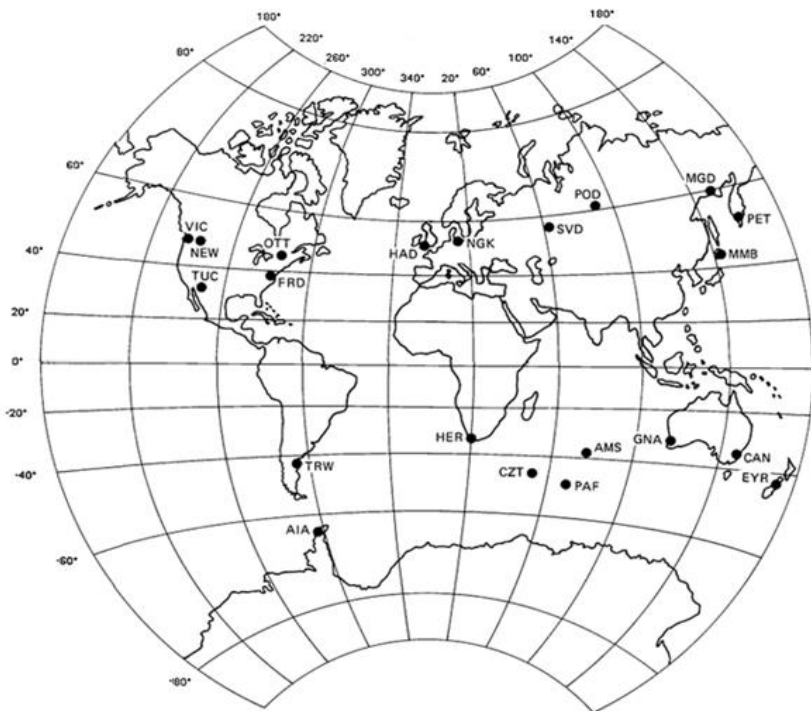 180°
180°
220°
140°
80°
260°
100°
300°
340°
20°
60°
60°
MGD
POD
PET
VIC
SVD
OTT
NGK
NEW
HAD
MMB
40°
TUC
FRD
20°
0°
-20°
HER
GNA
AMS
CAN
TRW
CZT
-40°
EYR
PAF
AIA
-60°
-80°